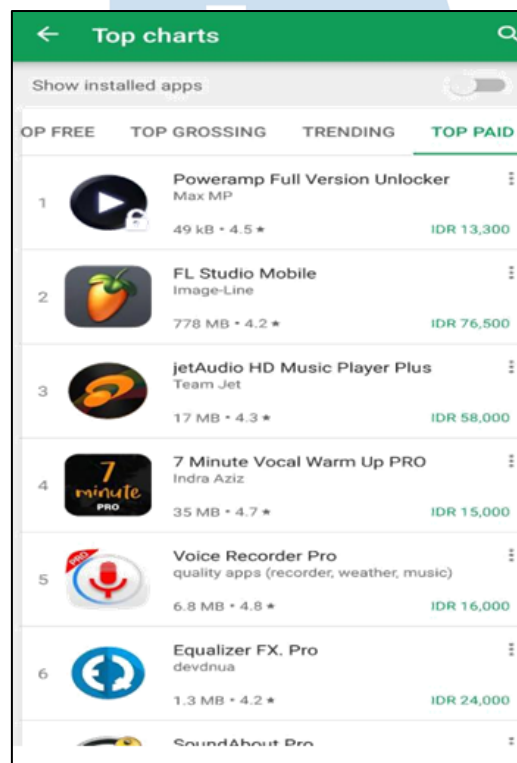 Top charts
Show installed apps
OP FREE TOP GROSSING TRENDING TOP PAID
1
Poweramp Full Version Unlocker
Max MP
49 kB • 4.5 ★ IDR 13,300
2
FL Studio Mobile
Image-Line
778 MB • 4.2 ★ IDR 76,500
3
jetAudio HD Music Player Plus
Team Jet
17 MB • 4.3 ★ IDR 58,000
4
7
minute
PRO
7 Minute Vocal Warm Up PRO
Indra Aziz
35 MB • 4.7 ★ IDR 15,000
5
PRO
Voice Recorder Pro
quality apps (recorder, weather, music)
6.8 MB • 4.8 ★ IDR 16,000
6
EQ
Equalizer FX. Pro
devdnua
1.3 MB • 4.2 ★ IDR 24,000
SoundAbout Pro